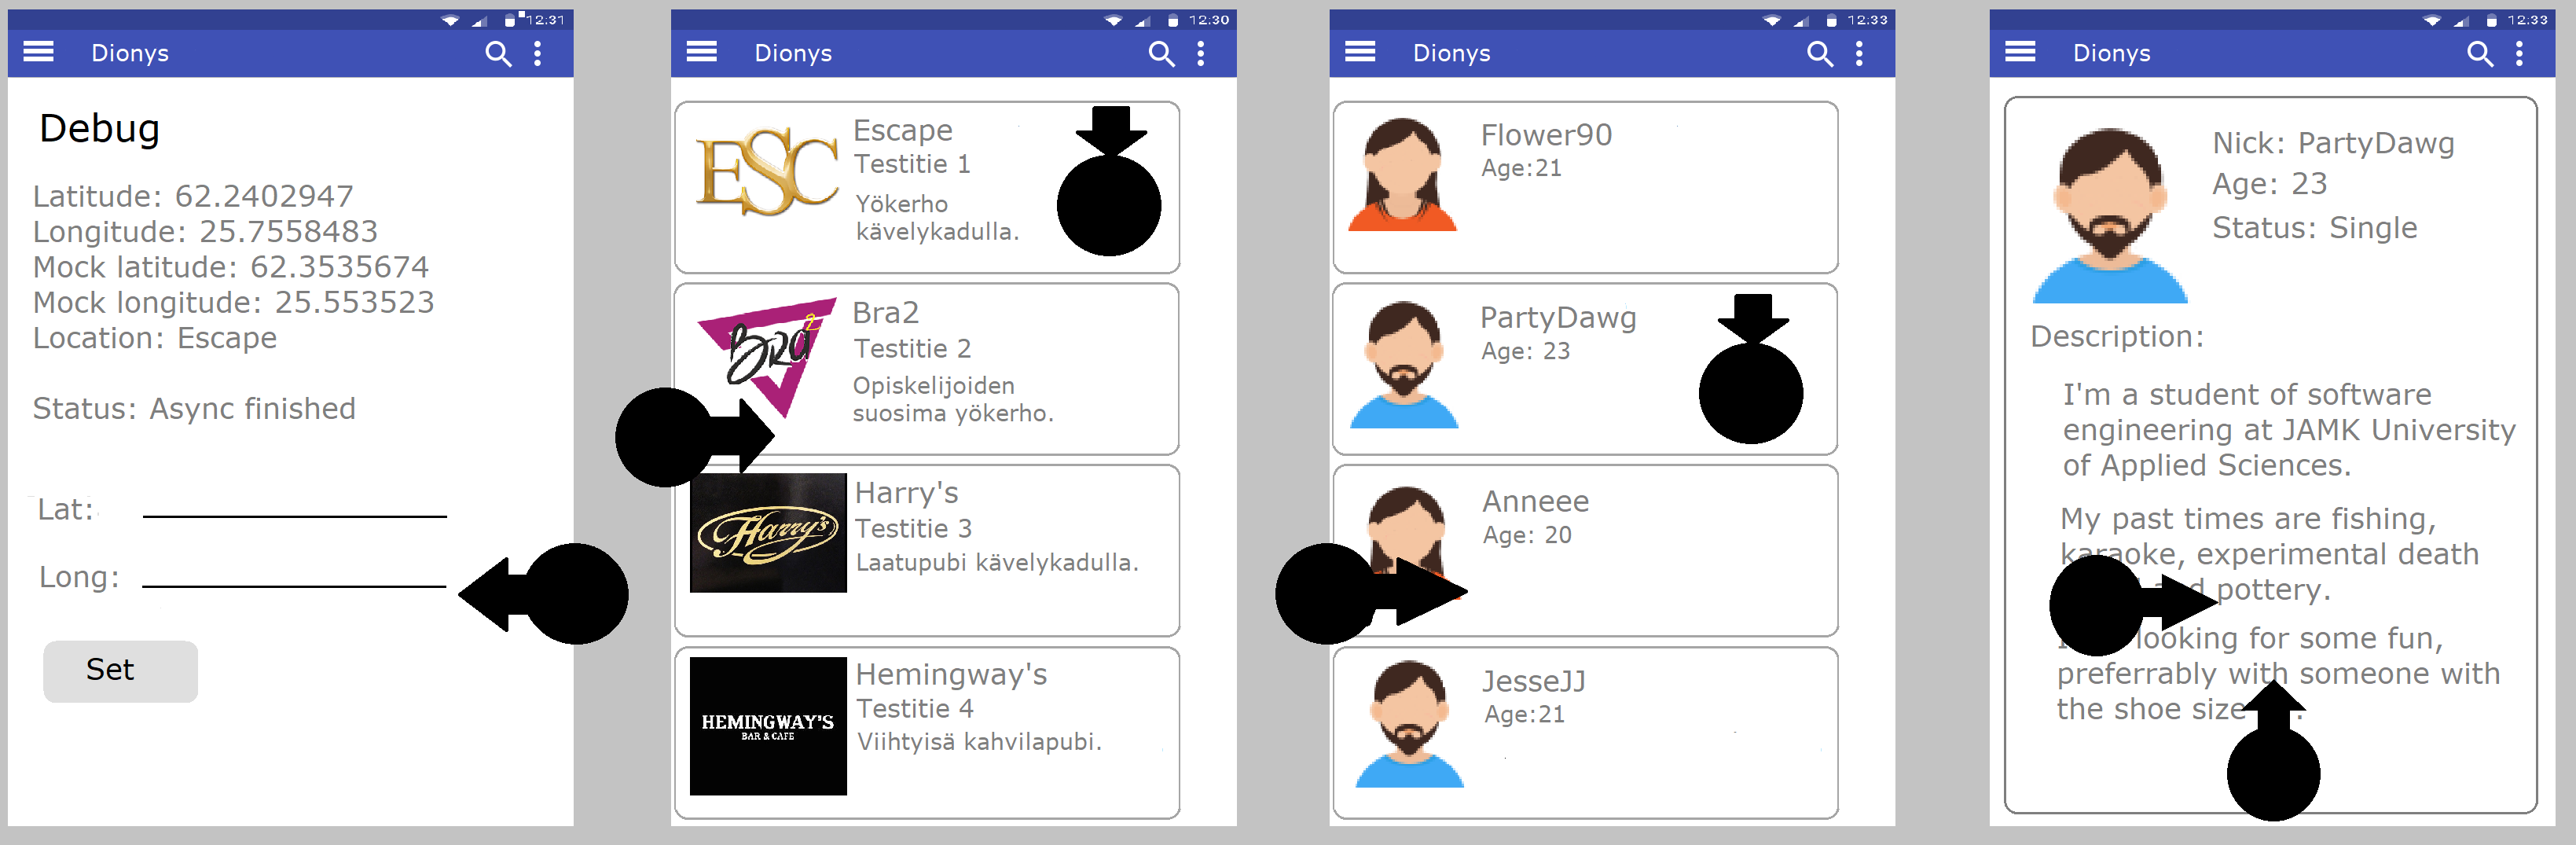 12:31
Dionys
Debug
Latitude: 62.2402947
Longitude: 25.7558483
Mock latitude: 62.3535674
Mock longitude: 25.553523
Location: Escape
Status: Async finished
Lat:
Long:
Set
12:30
Dionys
ESC
Escape
Testitie 1
Yökerho
kävelykadulla.
Bra2
Bra2
Testitie 2
Opiskelijoiden
suosima yökerho.
Harry's
Harry's
Testitie 3
Laatupubi kävelykadulla.
HEMINGWAY'S
BAR & CAFE
Hemingway's
Testitie 4
Viihtyisä kahvilapubi.
12:33
Dionys
Flower90
Age:21
PartyDawg
Age: 23
Anneee
Age: 20
JesseJJ
Age:21
12:33
Dionys
Nick: PartyDawg
Age: 23
Status: Single
Description:
I'm a student of software
engineering at JAMK University
of Applied Sciences.
My past times are fishing,
karaoke, experimental death
pottery.
looking for some fun,
preferrably with someone with
the shoe size